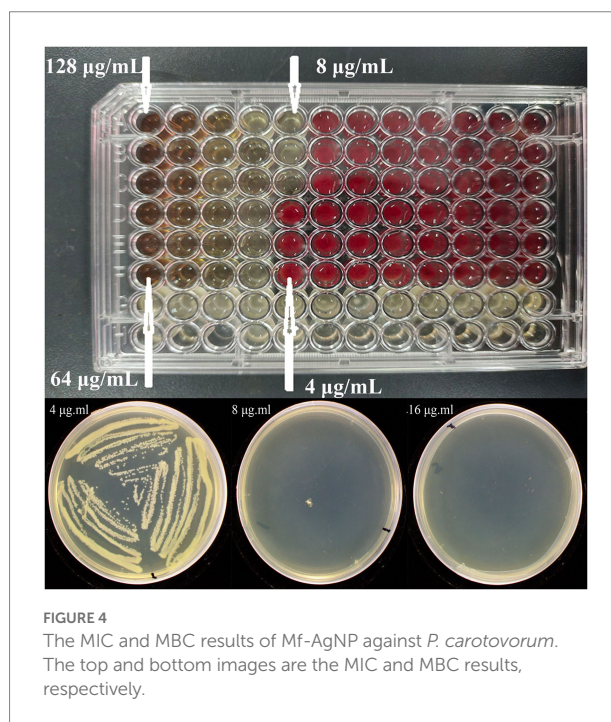 128 µg/mL
8 µg/mL
64 µg/mL
4 µg/mL
4 µg.ml
8 µg.ml
16 µg.ml
FIGURE 4
The MIC and MBC results of Mf-AgNP against P. carotovorum.
The top and bottom images are the MIC and MBC results,
respectively.